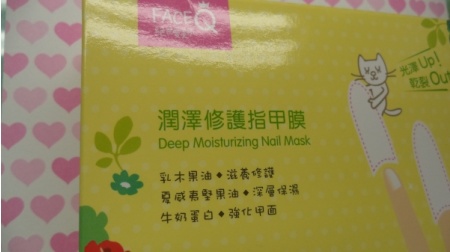 FACEQ
光澤Up!
乾裂Out
潤澤修護指甲膜
Deep Moisturizing Nail Mask
乳木果油◆滋養修護
夏威夷堅果油◆深層保濕
牛奶蛋白◆強化甲面